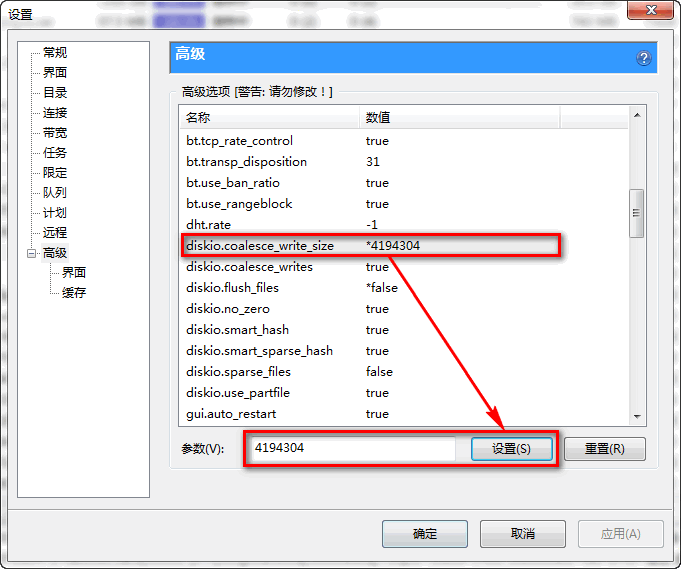 设置
常规
界面
目录
连接
带宽
任务
限定
队列
计划
远程
高级
界面
缓存
高级
高级选项 [警告: 请勿修改！]
名称 数值
bt.tcp_rate_control true
bt.transp_disposition 31
bt.use_ban_ratio true
bt.use_rangeblock true
dht.rate -1
diskio.coalesce_write_size *4194304
diskio.coalesce_writes true
diskio.flush_files *false
diskio.no_zero true
diskio.smart_hash true
diskio.smart_sparse_hash true
diskio.sparse_files false
diskio.use_partfile true
gui.auto_restart true
参数(V): 4194304 设置(S) 重置(R)
确定 取消 应用(A)